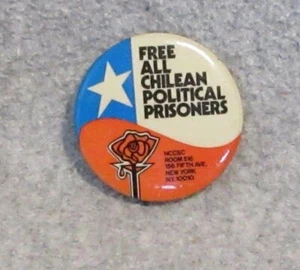 FREE
ALL
CHILEAN
POLITICAL
PRISONERS
NCCSC
ROOM 516
156 FIFTH AVE.
NEW YORK
N.Y. 10010